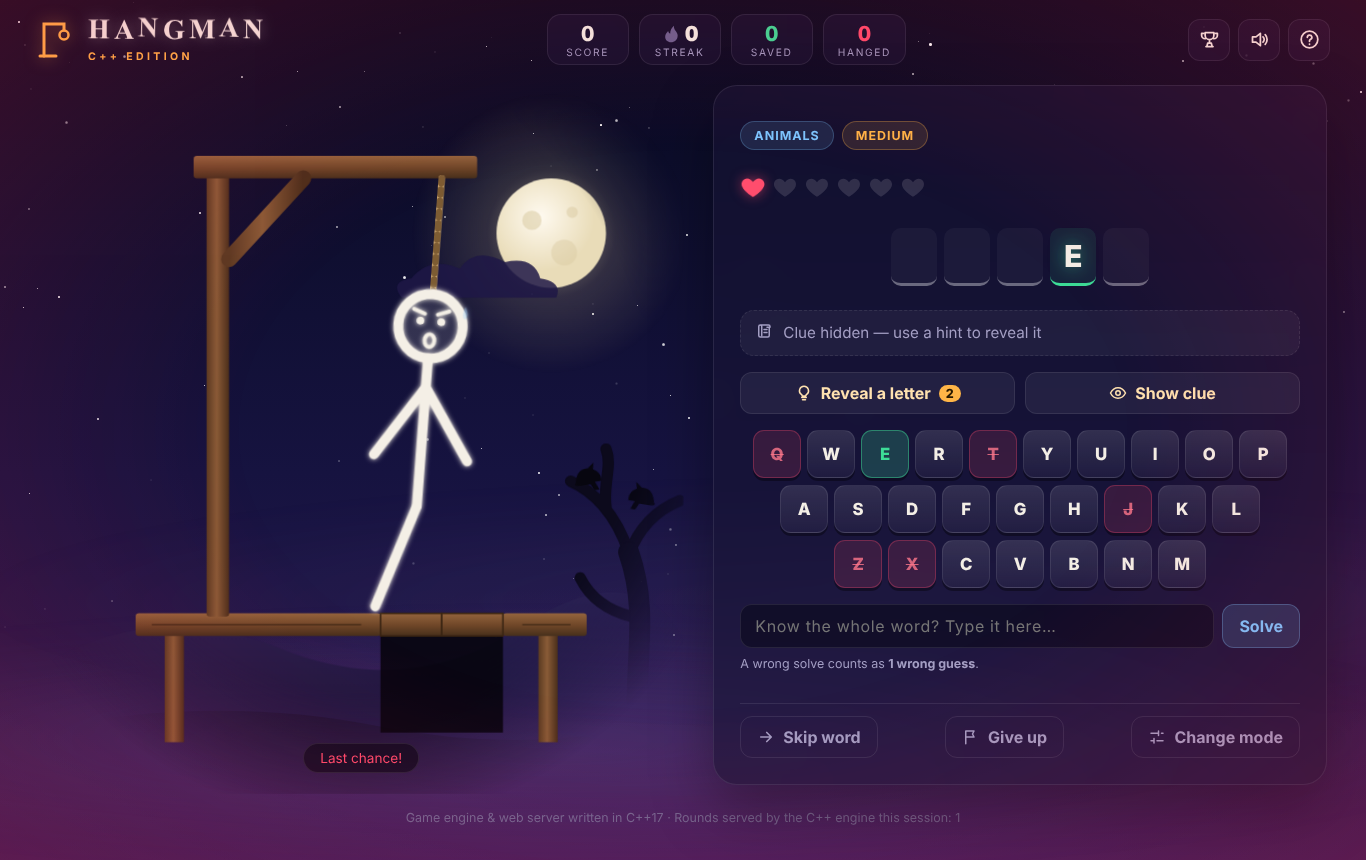 HANGMAN
C++ EDITION
0
SCORE
0
STREAK
0
SAVED
0
HANGED
ANIMALS
MEDIUM
E
Clue hidden — use a hint to reveal it
Reveal a letter 2
Show clue
Q W E R T Y U I O P
A S D F G H J K L
Z X C V B N M
Know the whole word? Type it here...
Solve
A wrong solve counts as 1 wrong guess.
Skip word
Give up
Change mode
Last chance!
Game engine & web server written in C++17 · Rounds served by the C++ engine this session: 1